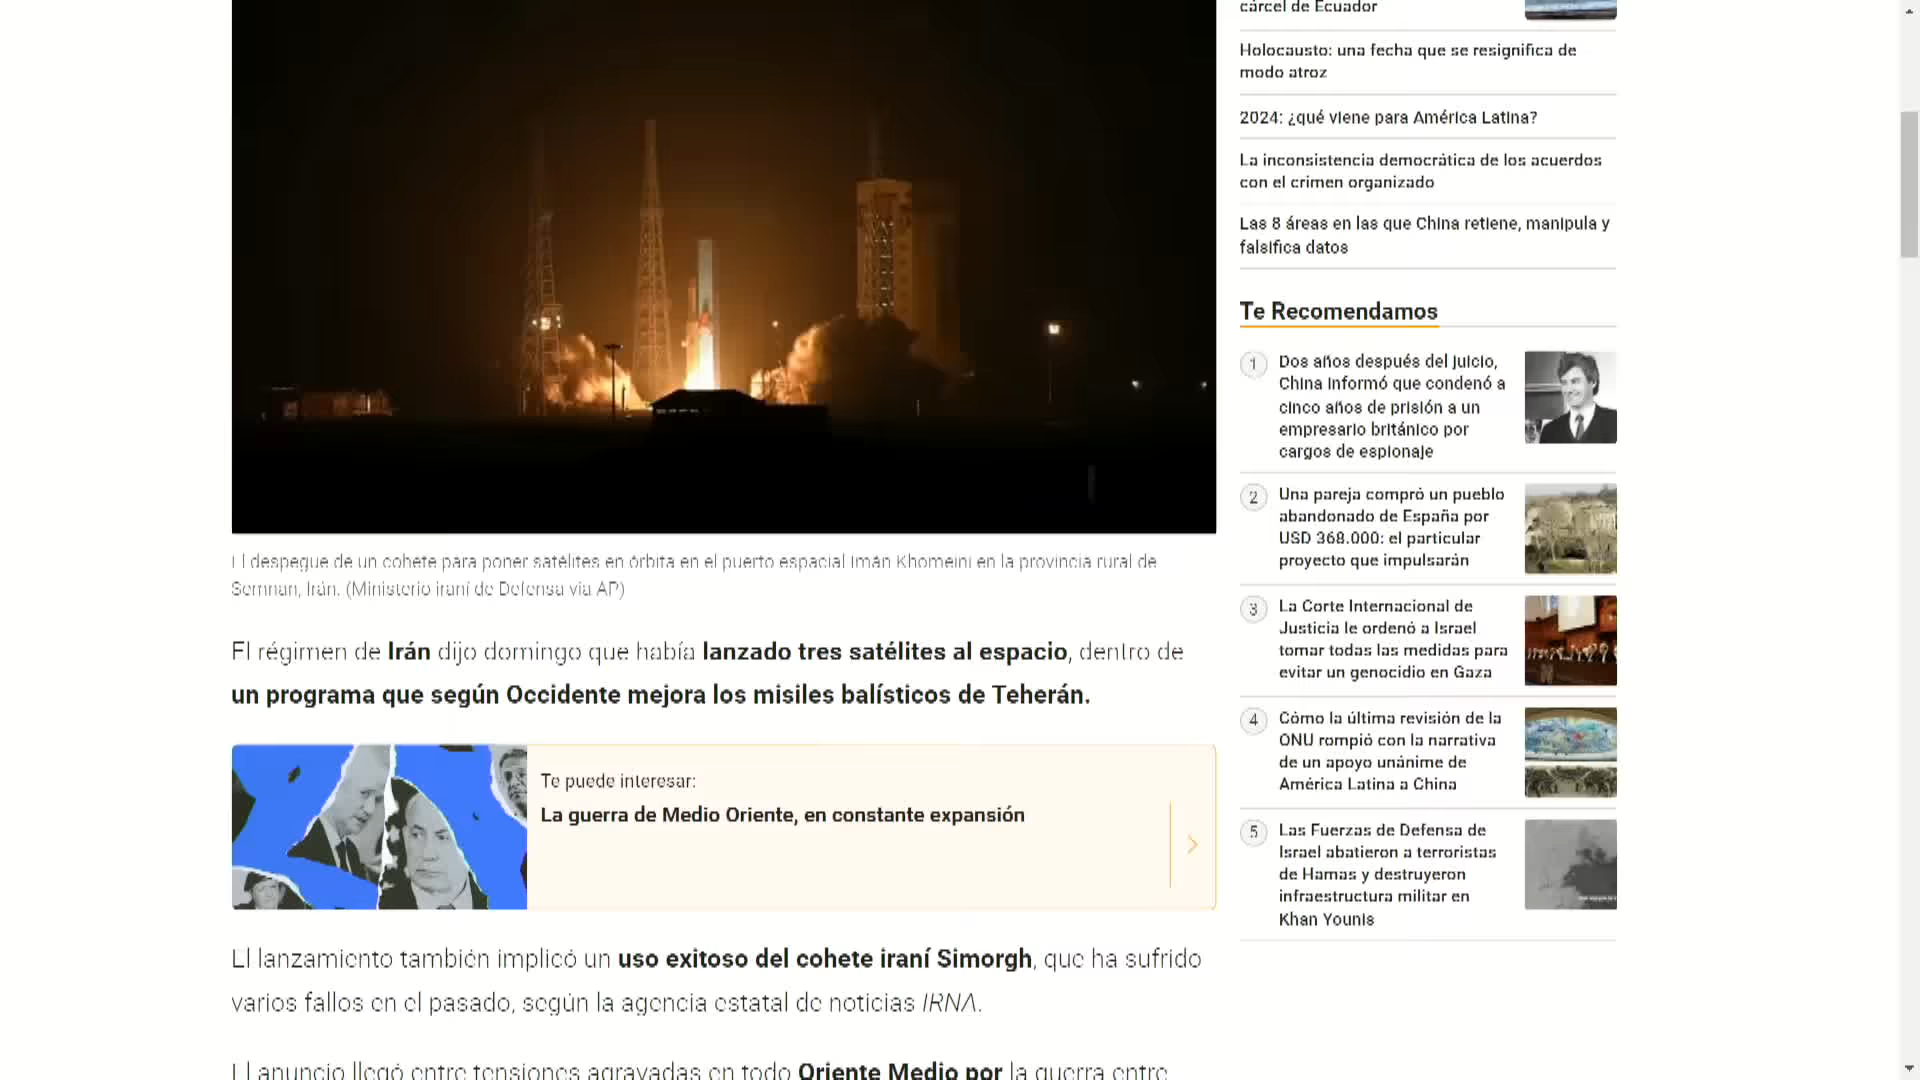 El despegue de un cohete para poner satélites en órbita en el puerto espacial Imán Khomeini en la provincia rural de
Semnan, Irán. (Ministerio iraní de Defensa vía AP)
El régimen de Irán dijo domingo que había lanzado tres satélites al espacio, dentro de
un programa que según Occidente mejora los misiles balísticos de Teherán.
Te puede interesar:
La guerra de Medio Oriente, en constante expansión
El lanzamiento también implicó un uso exitoso del cohete iraní Simorgh, que ha sufrido
varios fallos en el pasado, según la agencia estatal de noticias IRNA.
El anuncio llegó entre tensiones agravadas en todo Oriente Medio por la guerra entre
cárcel de Ecuador
Holocausto: una fecha que se resignifica de
modo atroz
2024: ¿qué viene para América Latina?
La inconsistencia democrática de los acuerdos
con el crimen organizado
Las 8 áreas en las que China retiene, manipula y
falsifica datos
Te Recomendamos
1
Dos años después del juicio,
China informó que condenó a
cinco años de prisión a un
empresario británico por
cargos de espionaje
2
Una pareja compró un pueblo
abandonado de España por
USD 368.000: el particular
proyecto que impulsarán
3
La Corte Internacional de
Justicia le ordenó a Israel
tomar todas las medidas para
evitar un genocidio en Gaza
4
Cómo la última revisión de la
ONU rompió con la narrativa
de un apoyo unánime de
América Latina a China
5
Las Fuerzas de Defensa de
Israel abatieron a terroristas
de Hamas y destruyeron
infraestructura militar en
Khan Younis